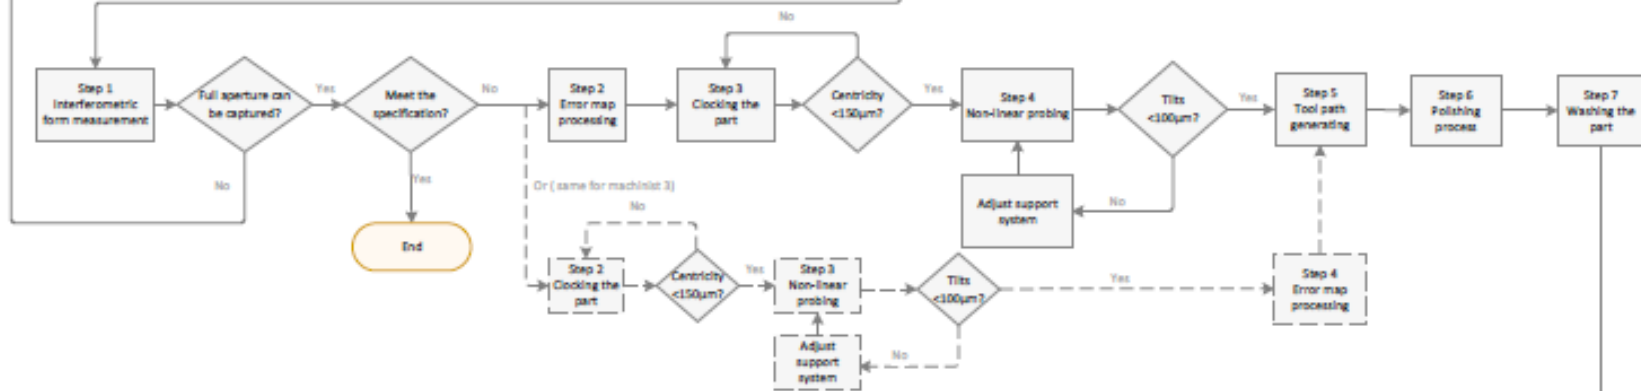 No
Step 1
Interferometric
form measurement
Full aperture can
be captured?
Yes
Meet the
specification?
No
Step 2
Error map
processing
Step 3
Clocking the
part
Centricity
<150μm?
Yes
Step 4
Non-linear probing
Tilts
<100μm?
Yes
Step 5
Tool path
generating
Step 6
Polishing
process
Step 7
Washing the
part
No
Yes
Or ( same for machinist 3)
No
Adjust support
system
No
End
Step 2
Clocking the
part
Centricity
<150μm?
Yes
Step 3
Non-linear
probing
Tilts
<100μm?
Yes
Step 4
Error map
processing
Adjust
support
system
No